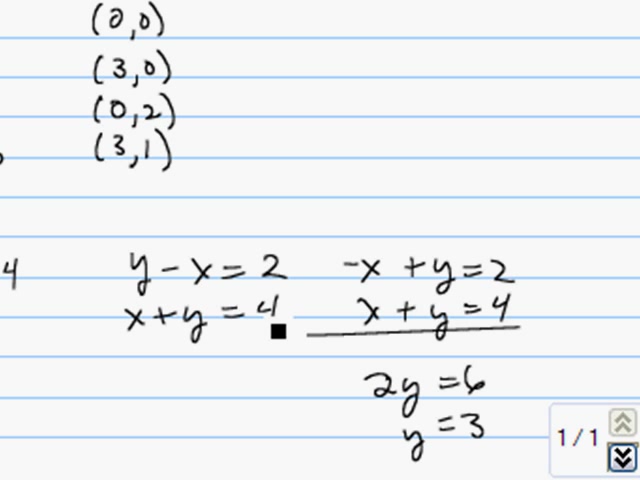 (0,0)
(3,0)
(0,2)
(3,1)
4
y - x = 2
x + y = 4
-x + y = 2
x + y = 4
2y = 6
y = 3
1 / 1